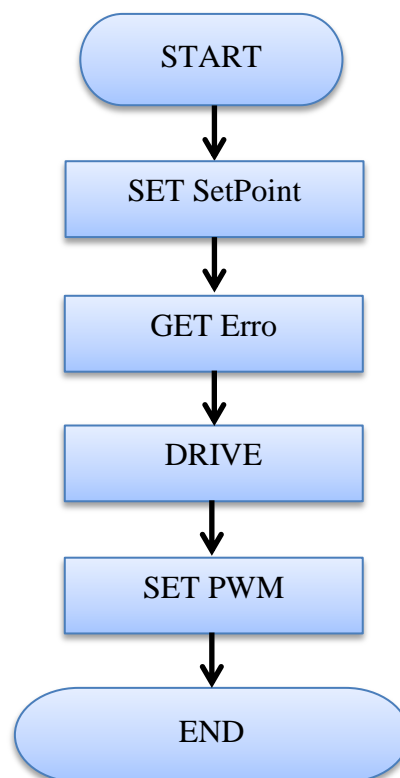 START
SET SetPoint
GET Erro
DRIVE
SET PWM
END